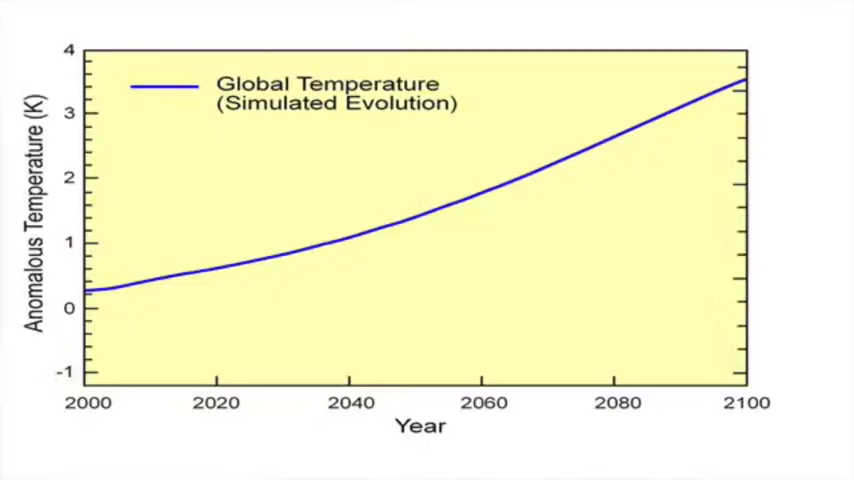 4
Global Temperature
(Simulated Evolution)
3
2
1
0
-1
Anomalous Temperature (K)
2000 2020 2040 2060 2080 2100
Year